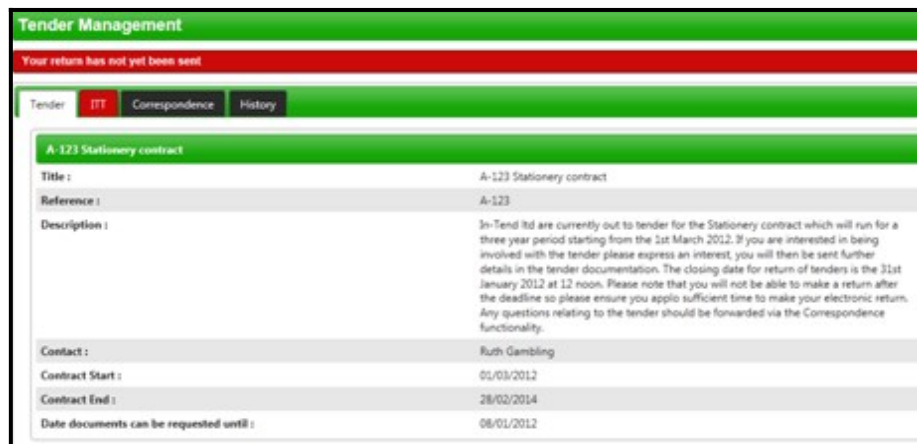 Tender Management
Your return has not yet been sent
Tender ITT Correspondence History
A-123 Stationery contract
Title : A-123 Stationery contract
Reference : A-123
Description : In-Tend ltd are currently out to tender for the Stationery contract which will run for a
three year period starting from the 1st March 2012. If you are interested in being
involved with the tender please express an interest, you will then be sent further
details in the tender documentation. The closing date for return of tenders is the 31st
January 2012 at 12 noon. Please note that you will not be able to make a return after
the deadline so please ensure you applo sufficient time to make your electronic return.
Any questions relating to the tender should be forwarded via the Correspondence
functionality.
Contact : Ruth Gambling
Contract Start : 01/03/2012
Contract End : 28/02/2014
Date documents can be requested until : 08/01/2012